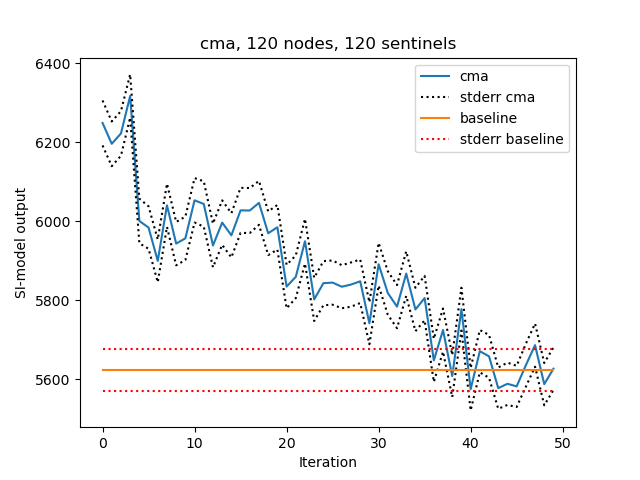 cma, 120 nodes, 120 sentinels
6400
6200
6000
5800
5600
SI-model output
cma
stderr cma
baseline
stderr baseline
0
10
20
30
40
50
Iteration